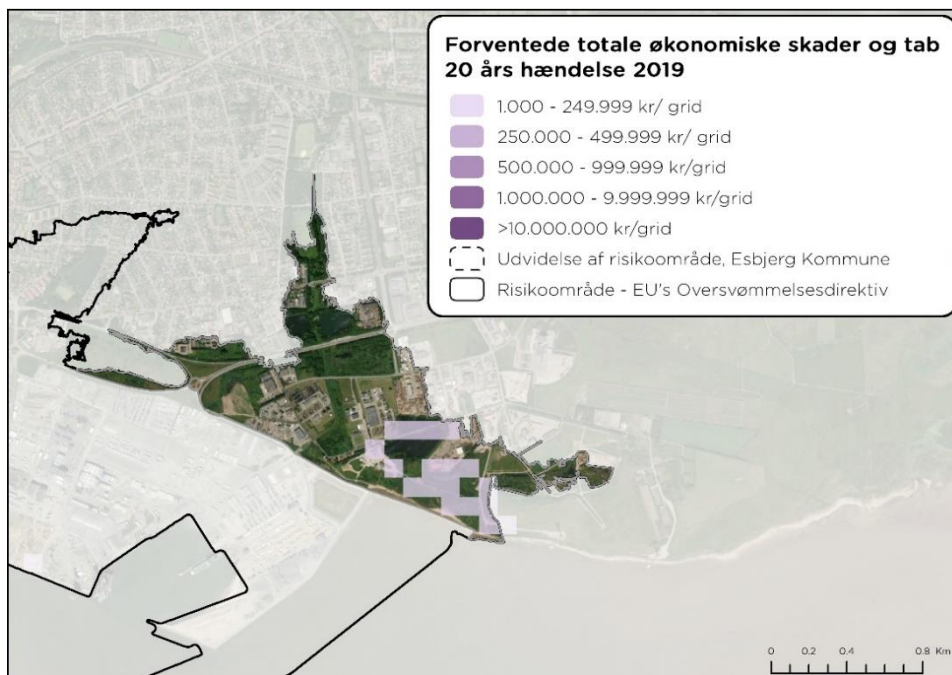 Forventede totale økonomiske skader og tab
20 års hændelse 2019
1.000 - 249.999 kr/ grid
250.000 - 499.999 kr/ grid
500.000 - 999.999 kr/grid
1.000.000 - 9.999.999 kr/grid
>10.000.000 kr/grid
Udvidelse af risikoområde, Esbjerg Kommune
Risikoområde - EU's Oversvømmelsesdirektiv
0 0.2 0.4 0.8 Km